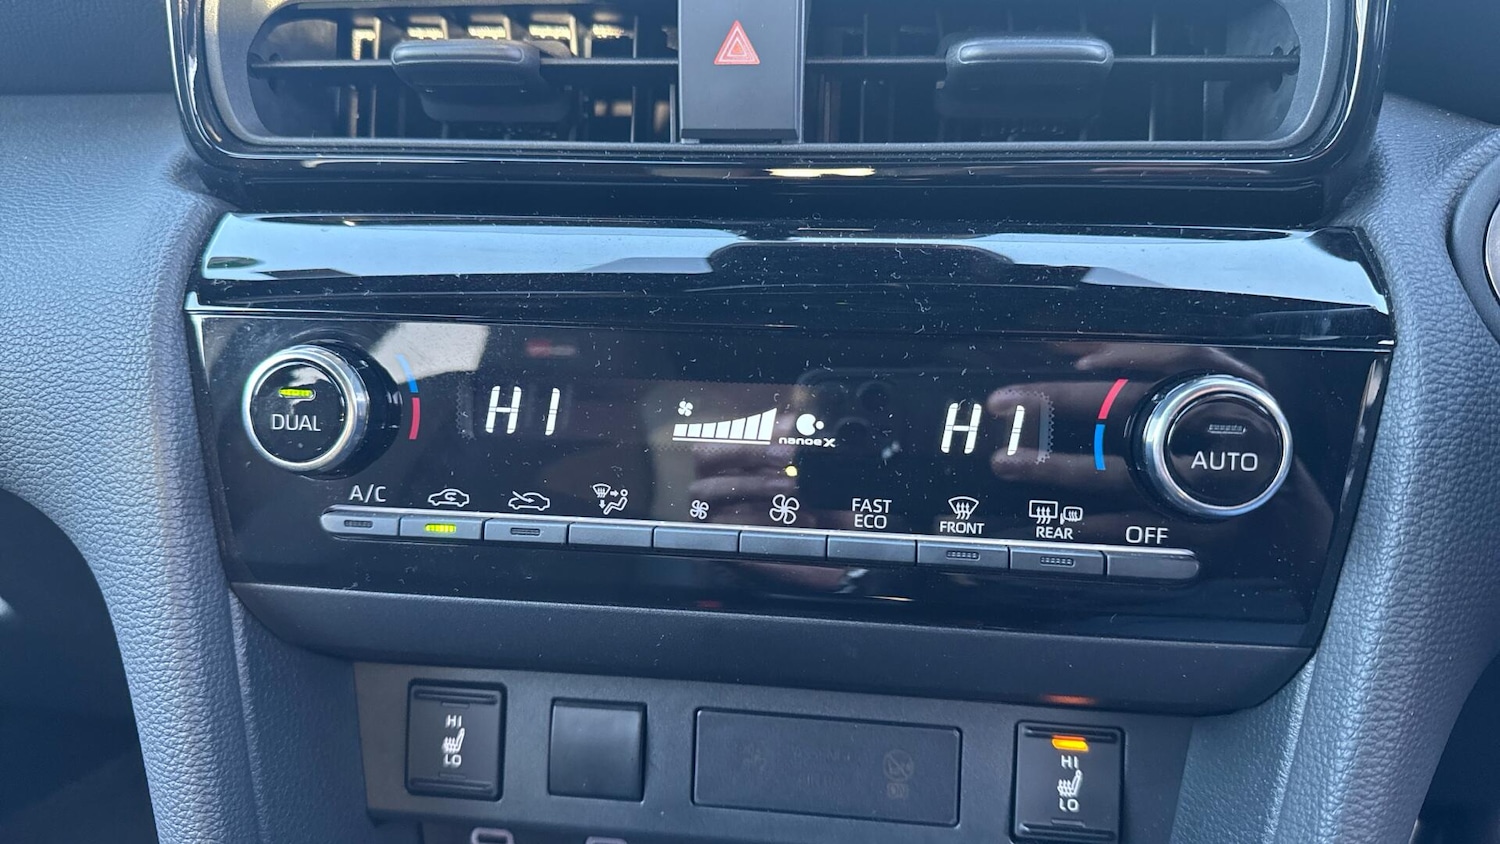 DUAL
HI
nanoe X
HI
AUTO
A/C
FAST
ECO
FRONT
REAR
OFF
HI
LO
HI
LO